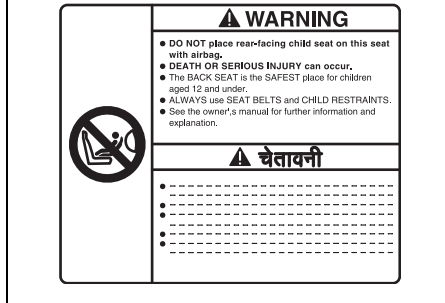 WARNING
● DO NOT place rear-facing child seat on this seat
with airbag.
● DEATH OR SERIOUS INJURY can occur.
● The BACK SEAT is the SAFEST place for children
aged 12 and under.
● ALWAYS use SEAT BELTS and CHILD RESTRAINTS.
● See the owner',s manual for further information and
explanation.
चेतावनी